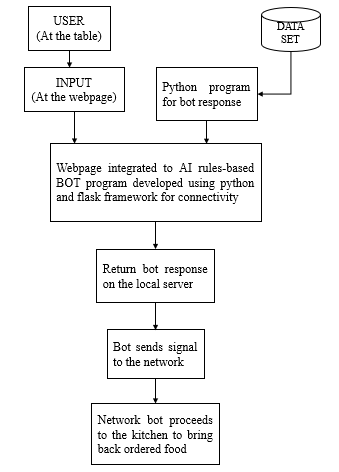 USER
(At the table)
DATA
SET
INPUT
(At the webpage)
Python program
for bot response
Webpage integrated to AI rules-based
BOT program developed using python
and flask framework for connectivity
Return bot response
on the local server
Bot sends signal
to the network
Network bot proceeds
to the kitchen to bring
back ordered food